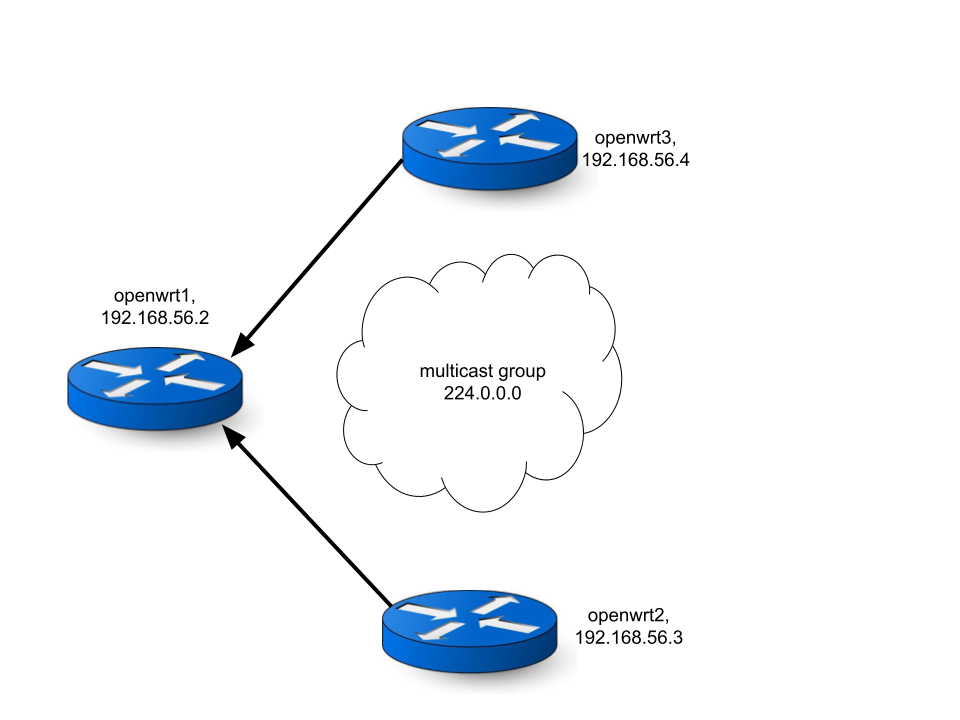 openwrt3,
192.168.56.4
openwrt1,
192.168.56.2
multicast group
224.0.0.0
openwrt2,
192.168.56.3